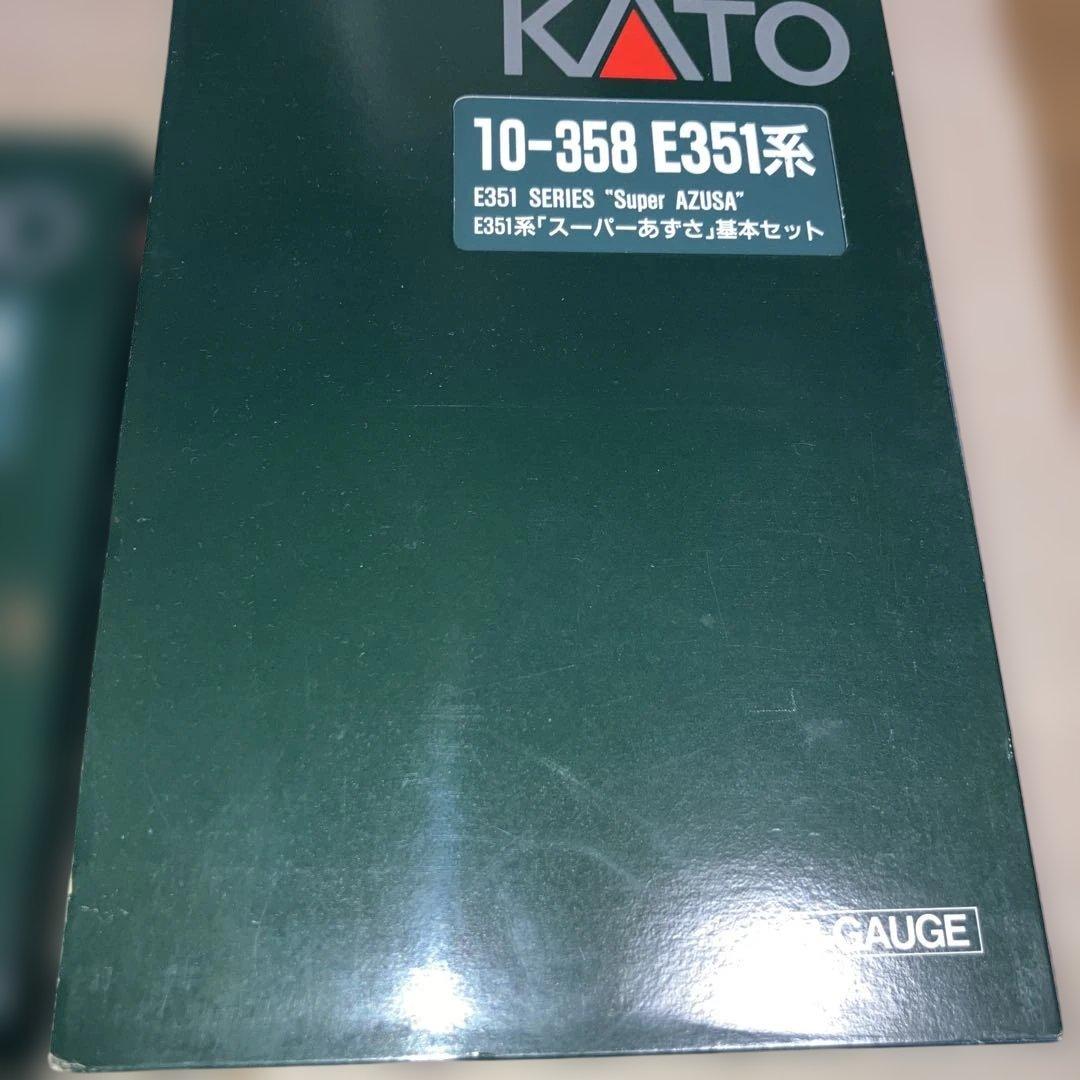 KATO
10-358 E351系
E351 SERIES "Super AZUSA"
E351系「スーパーあずさ」基本セット
GAUGE